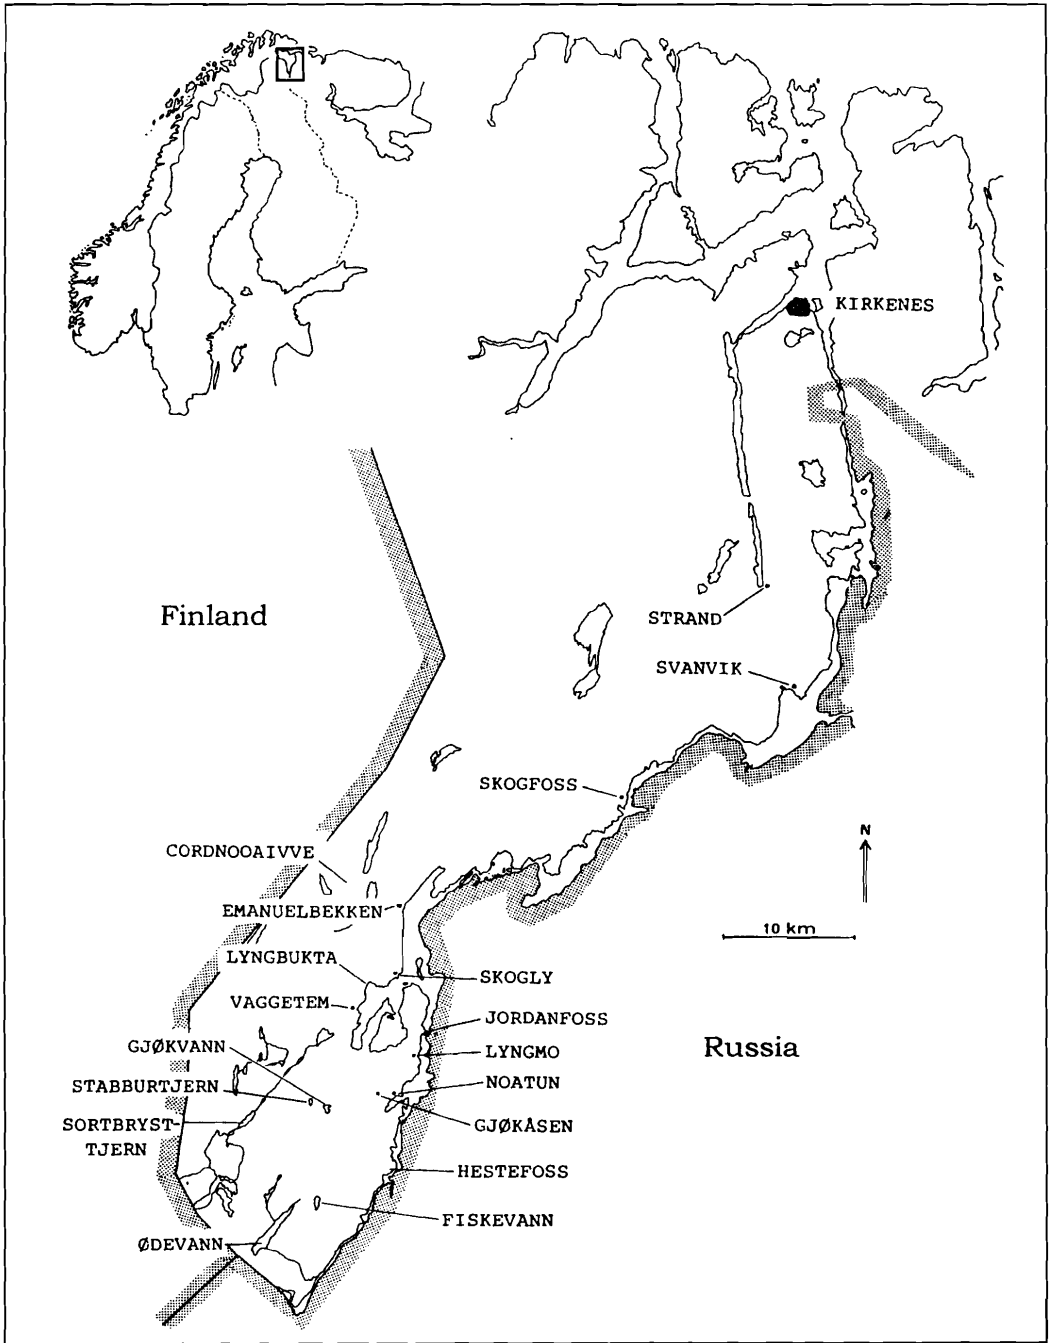 KIRKENES
Finland
STRAND
SVANVIK
SKOGFOSS
N
CORDNOOAIVVE
EMANUELBEKKEN
10 km
LYNGBUKTA
SKOGLY
VAGGETEM
JORDANFOSS
GJØKVANN
LYNGMO
Russia
STABBURTJERN
NOATUN
SORTBRYST-
TJERN
GJØKÅSEN
HESTEFOSS
FISKEVANN
ØDEVANN